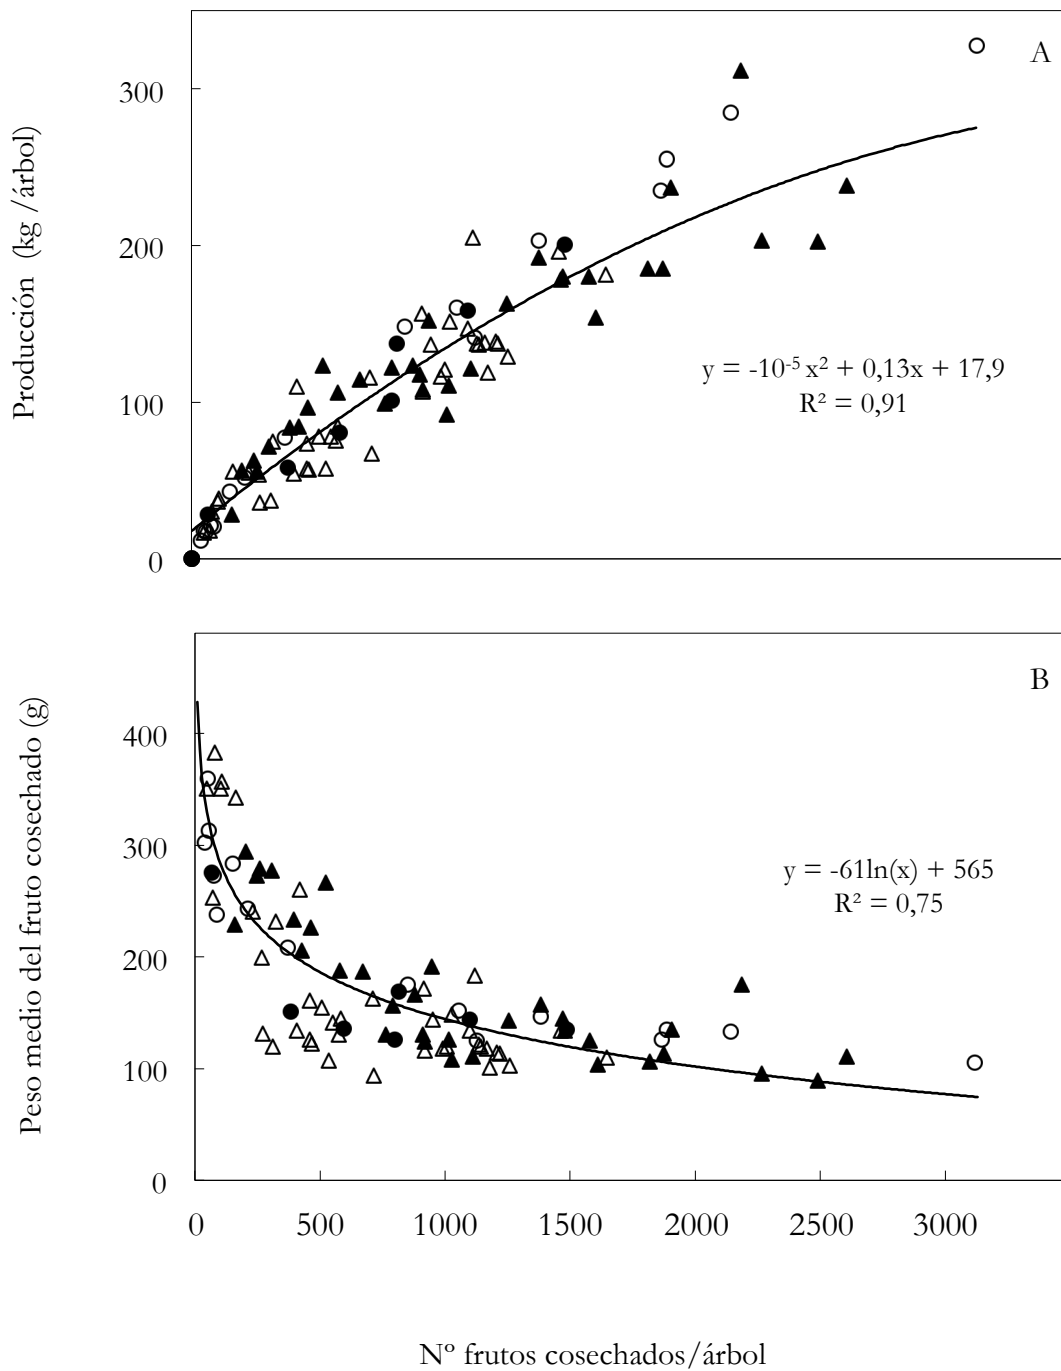 A
300
200
100
0
Producción (kg /árbol)
y = -10⁻⁵ x² + 0,13x + 17,9
R² = 0,91
B
400
300
200
100
0
Peso medio del fruto cosechado (g)
y = -61ln(x) + 565
R² = 0,75
0 500 1000 1500 2000 2500 3000
Nº frutos cosechados/árbol